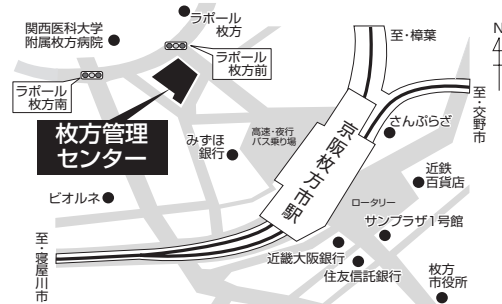 関西医科大学
附属枚方病院
ラポール
枚方
ラポール
枚方前
ラポール
枚方南
枚方管理
センター
至・樟葉
N
至・交野市
さんぷらざ
みずほ
銀行
高速・夜行
バス乗り場
京阪枚方市駅
近鉄
百貨店
ビオルネ
ロータリー
サンプラザ1号館
至・寝屋川市
近畿大阪銀行
住友信託銀行
枚方
市役所